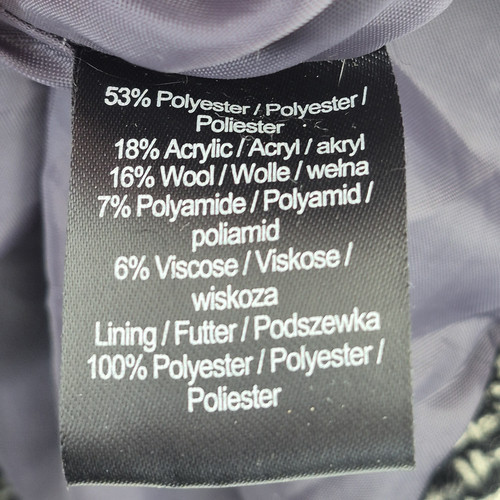 53% Polyester / Polyester /
Poliester
18% Acrylic / Acryl / akryl
16% Wool / Wolle / wełna
7% Polyamide / Polyamid /
poliamid
6% Viscose / Viskose /
wiskoza
Lining / Futter / Podszewka
100% Polyester / Polyester /
Poliester